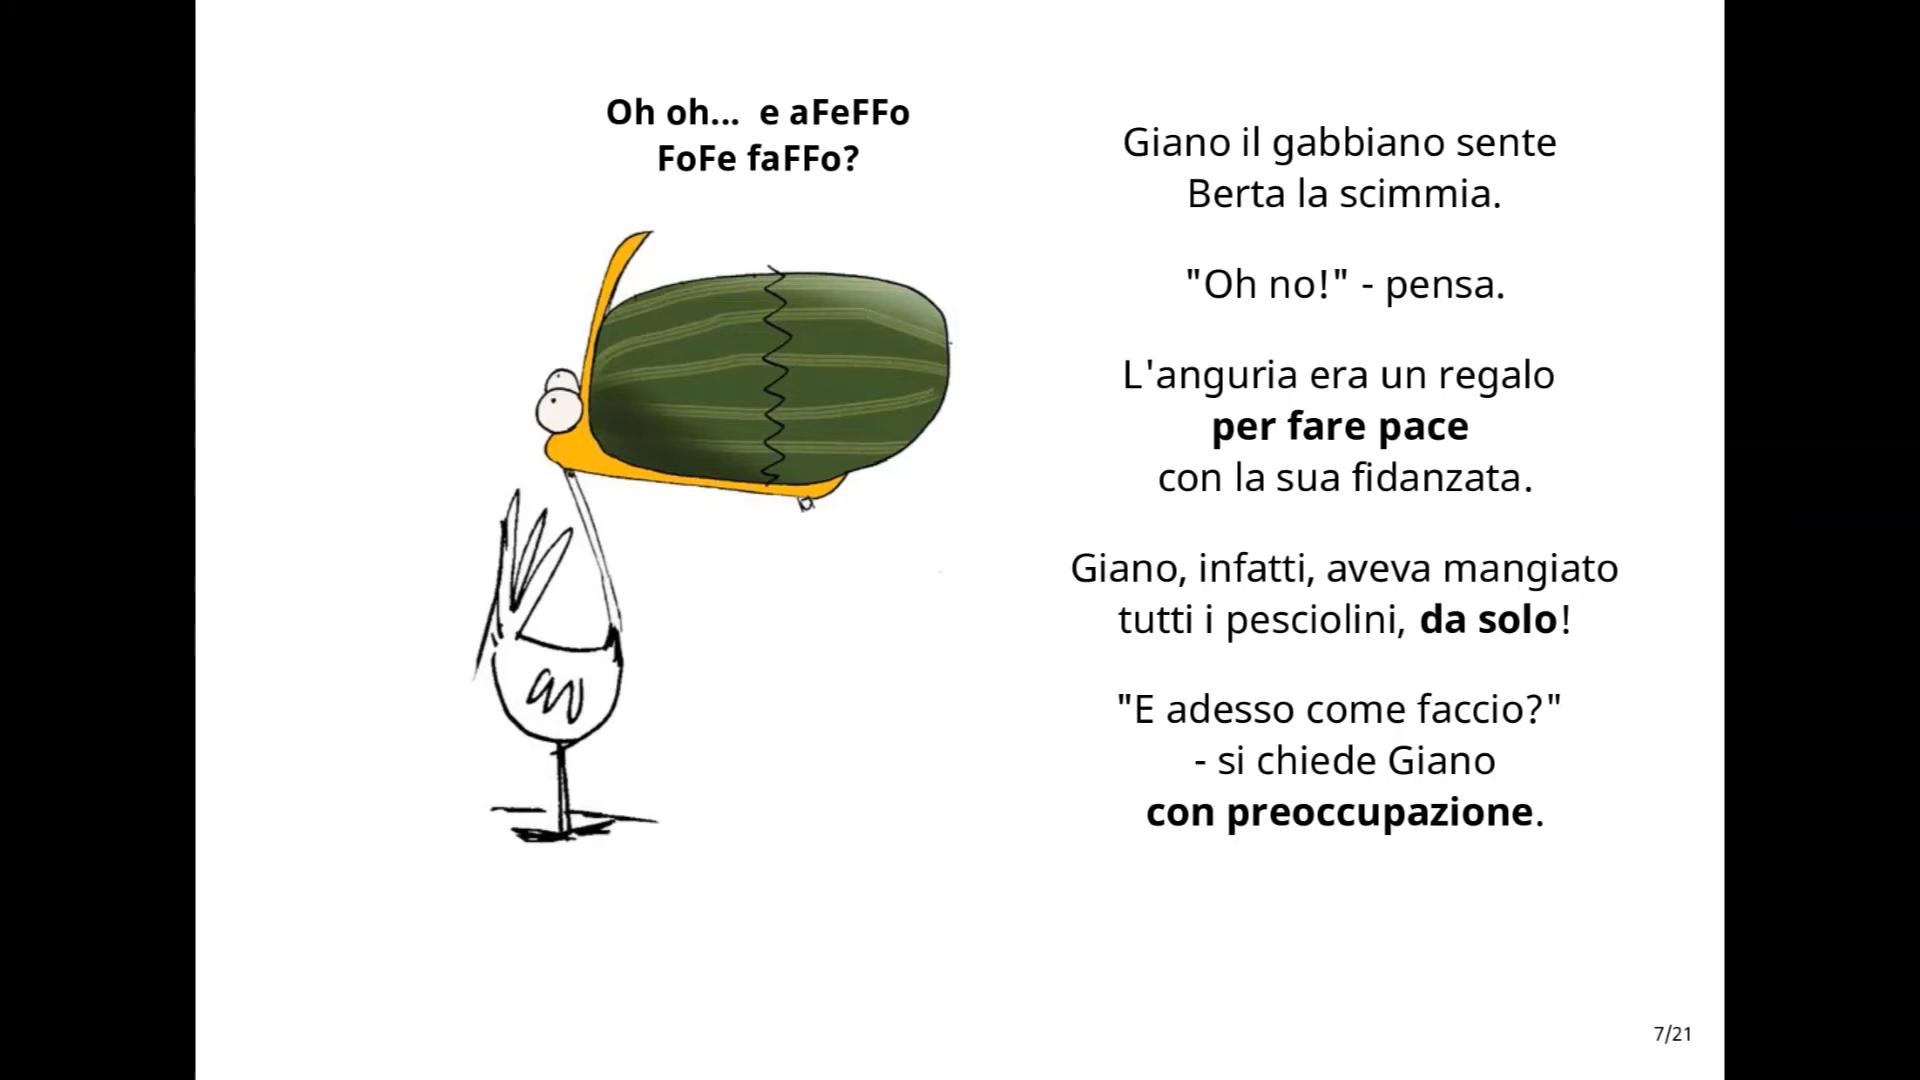 Oh oh...  e aFeFFo
FoFe faFFo?
Giano il gabbiano sente
Berta la scimmia.
"Oh no!" - pensa.
L'anguria era un regalo
per fare pace
con la sua fidanzata.
Giano, infatti, aveva mangiato
tutti i pesciolini, da solo!
"E adesso come faccio?"
- si chiede Giano
con preoccupazione.
7/21